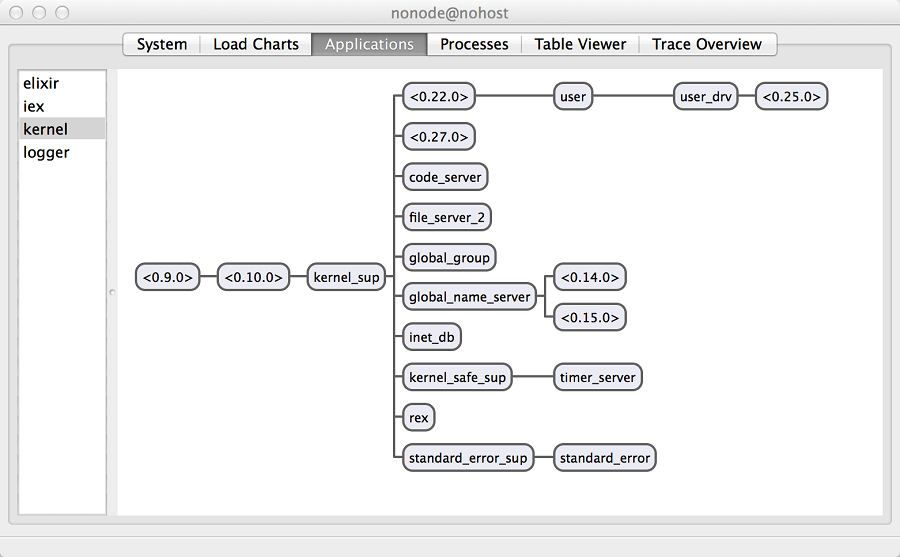 nonode@nohost
System Load Charts Applications Processes Table Viewer Trace Overview
elixir
iex
kernel
logger
<0.22.0> user user_drv <0.25.0>
<0.27.0>
code_server
file_server_2
global_group
<0.9.0> <0.10.0> kernel_sup <0.14.0>
global_name_server
<0.15.0>
inet_db
kernel_safe_sup timer_server
rex
standard_error_sup standard_error